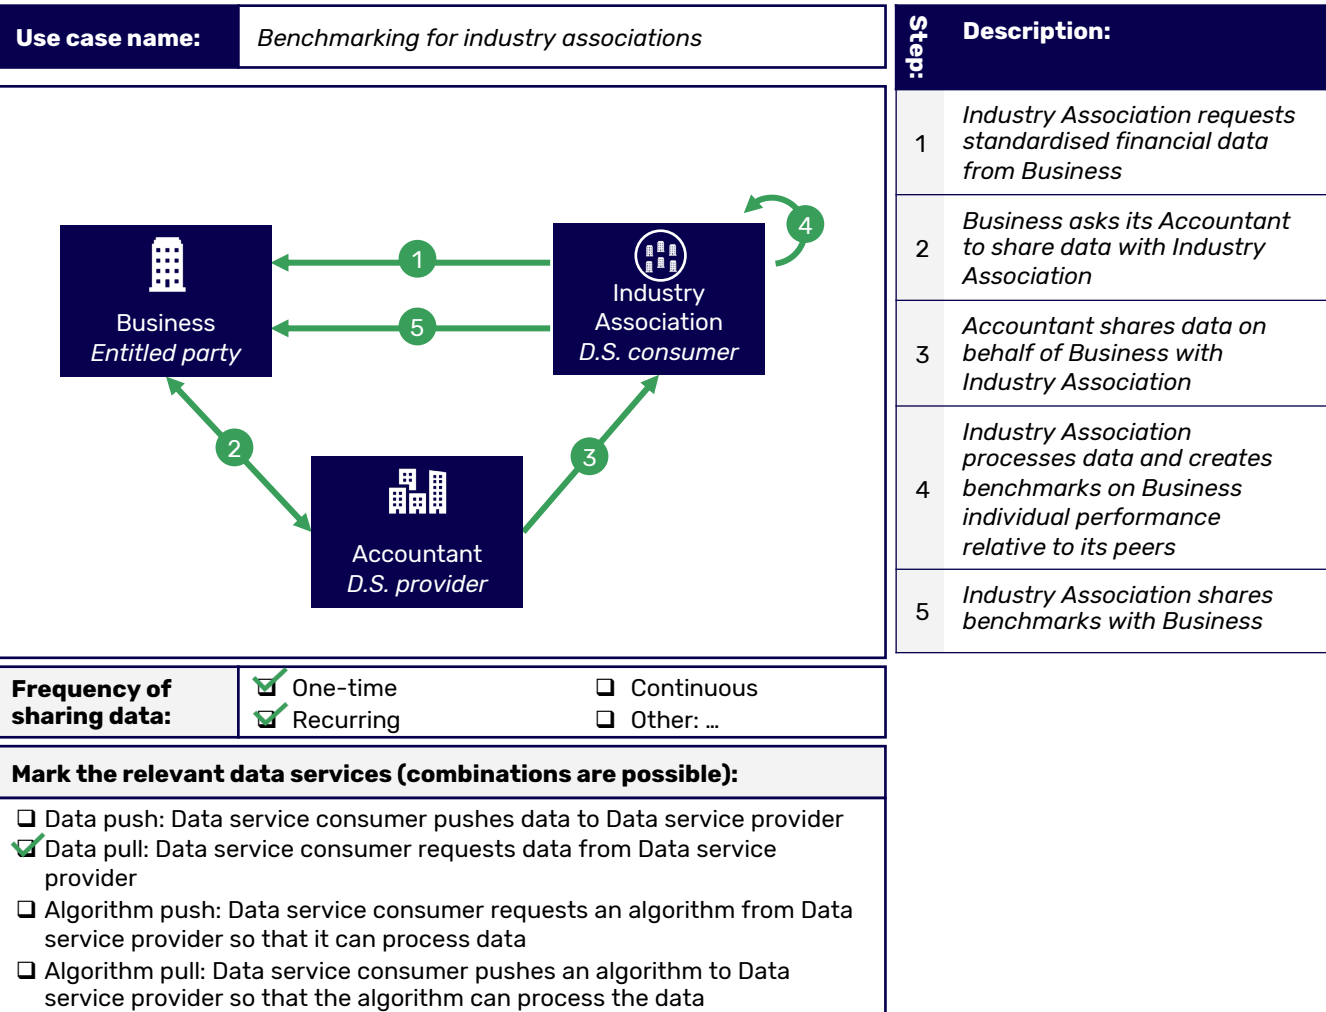 Use case name:
Benchmarking for industry associations
1
4
5
2
3
Business
Entitled party
Industry
Association
D.S. consumer
Accountant
D.S. provider
Frequency of
sharing data:
One-time
Continuous
Recurring
Other: ...
Mark the relevant data services (combinations are possible):
Data push: Data service consumer pushes data to Data service provider
Data pull: Data service consumer requests data from Data service
provider
Algorithm push: Data service consumer requests an algorithm from Data
service provider so that it can process data
Algorithm pull: Data service consumer pushes an algorithm to Data
service provider so that the algorithm can process the data
Step:
Description:
1
Industry Association requests
standardised financial data
from Business
2
Business asks its Accountant
to share data with Industry
Association
3
Accountant shares data on
behalf of Business with
Industry Association
4
Industry Association
processes data and creates
benchmarks on Business
individual performance
relative to its peers
5
Industry Association shares
benchmarks with Business